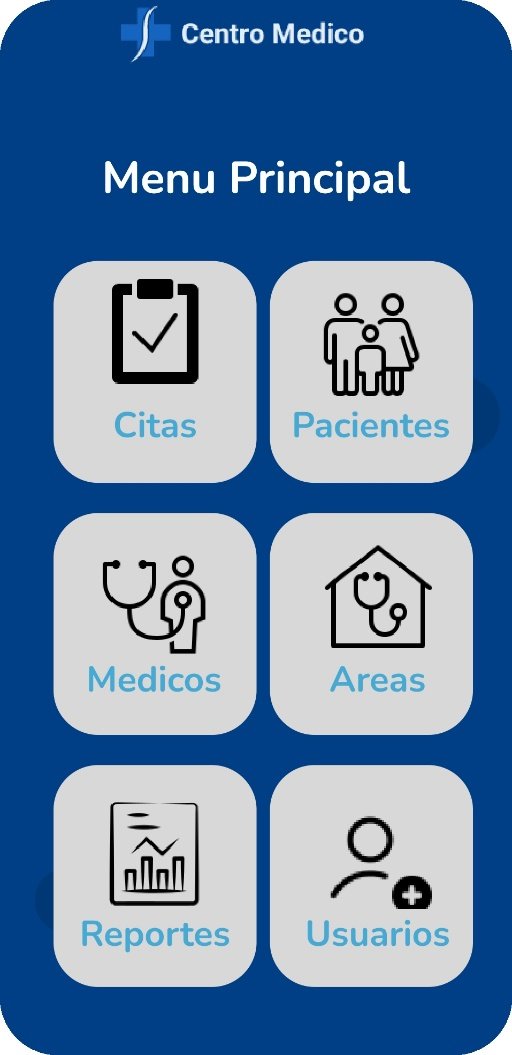 Centro Medico
Menu Principal
Citas
Pacientes
Medicos
Areas
Reportes
Usuarios